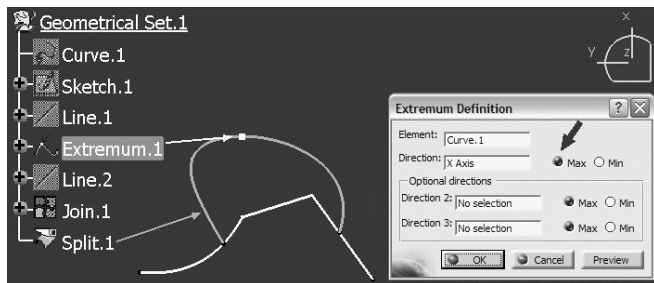 Geometrical Set.1
Curve.1
Sketch.1
Line.1
Extremum.1
Line.2
Join.1
Split.1
x
y
z
Extremum Definition
? X
Element: Curve.1
Direction: X Axis Max Min
Optional directions
Direction 2: No selection Max Min
Direction 3: No selection Max Min
OK Cancel Preview